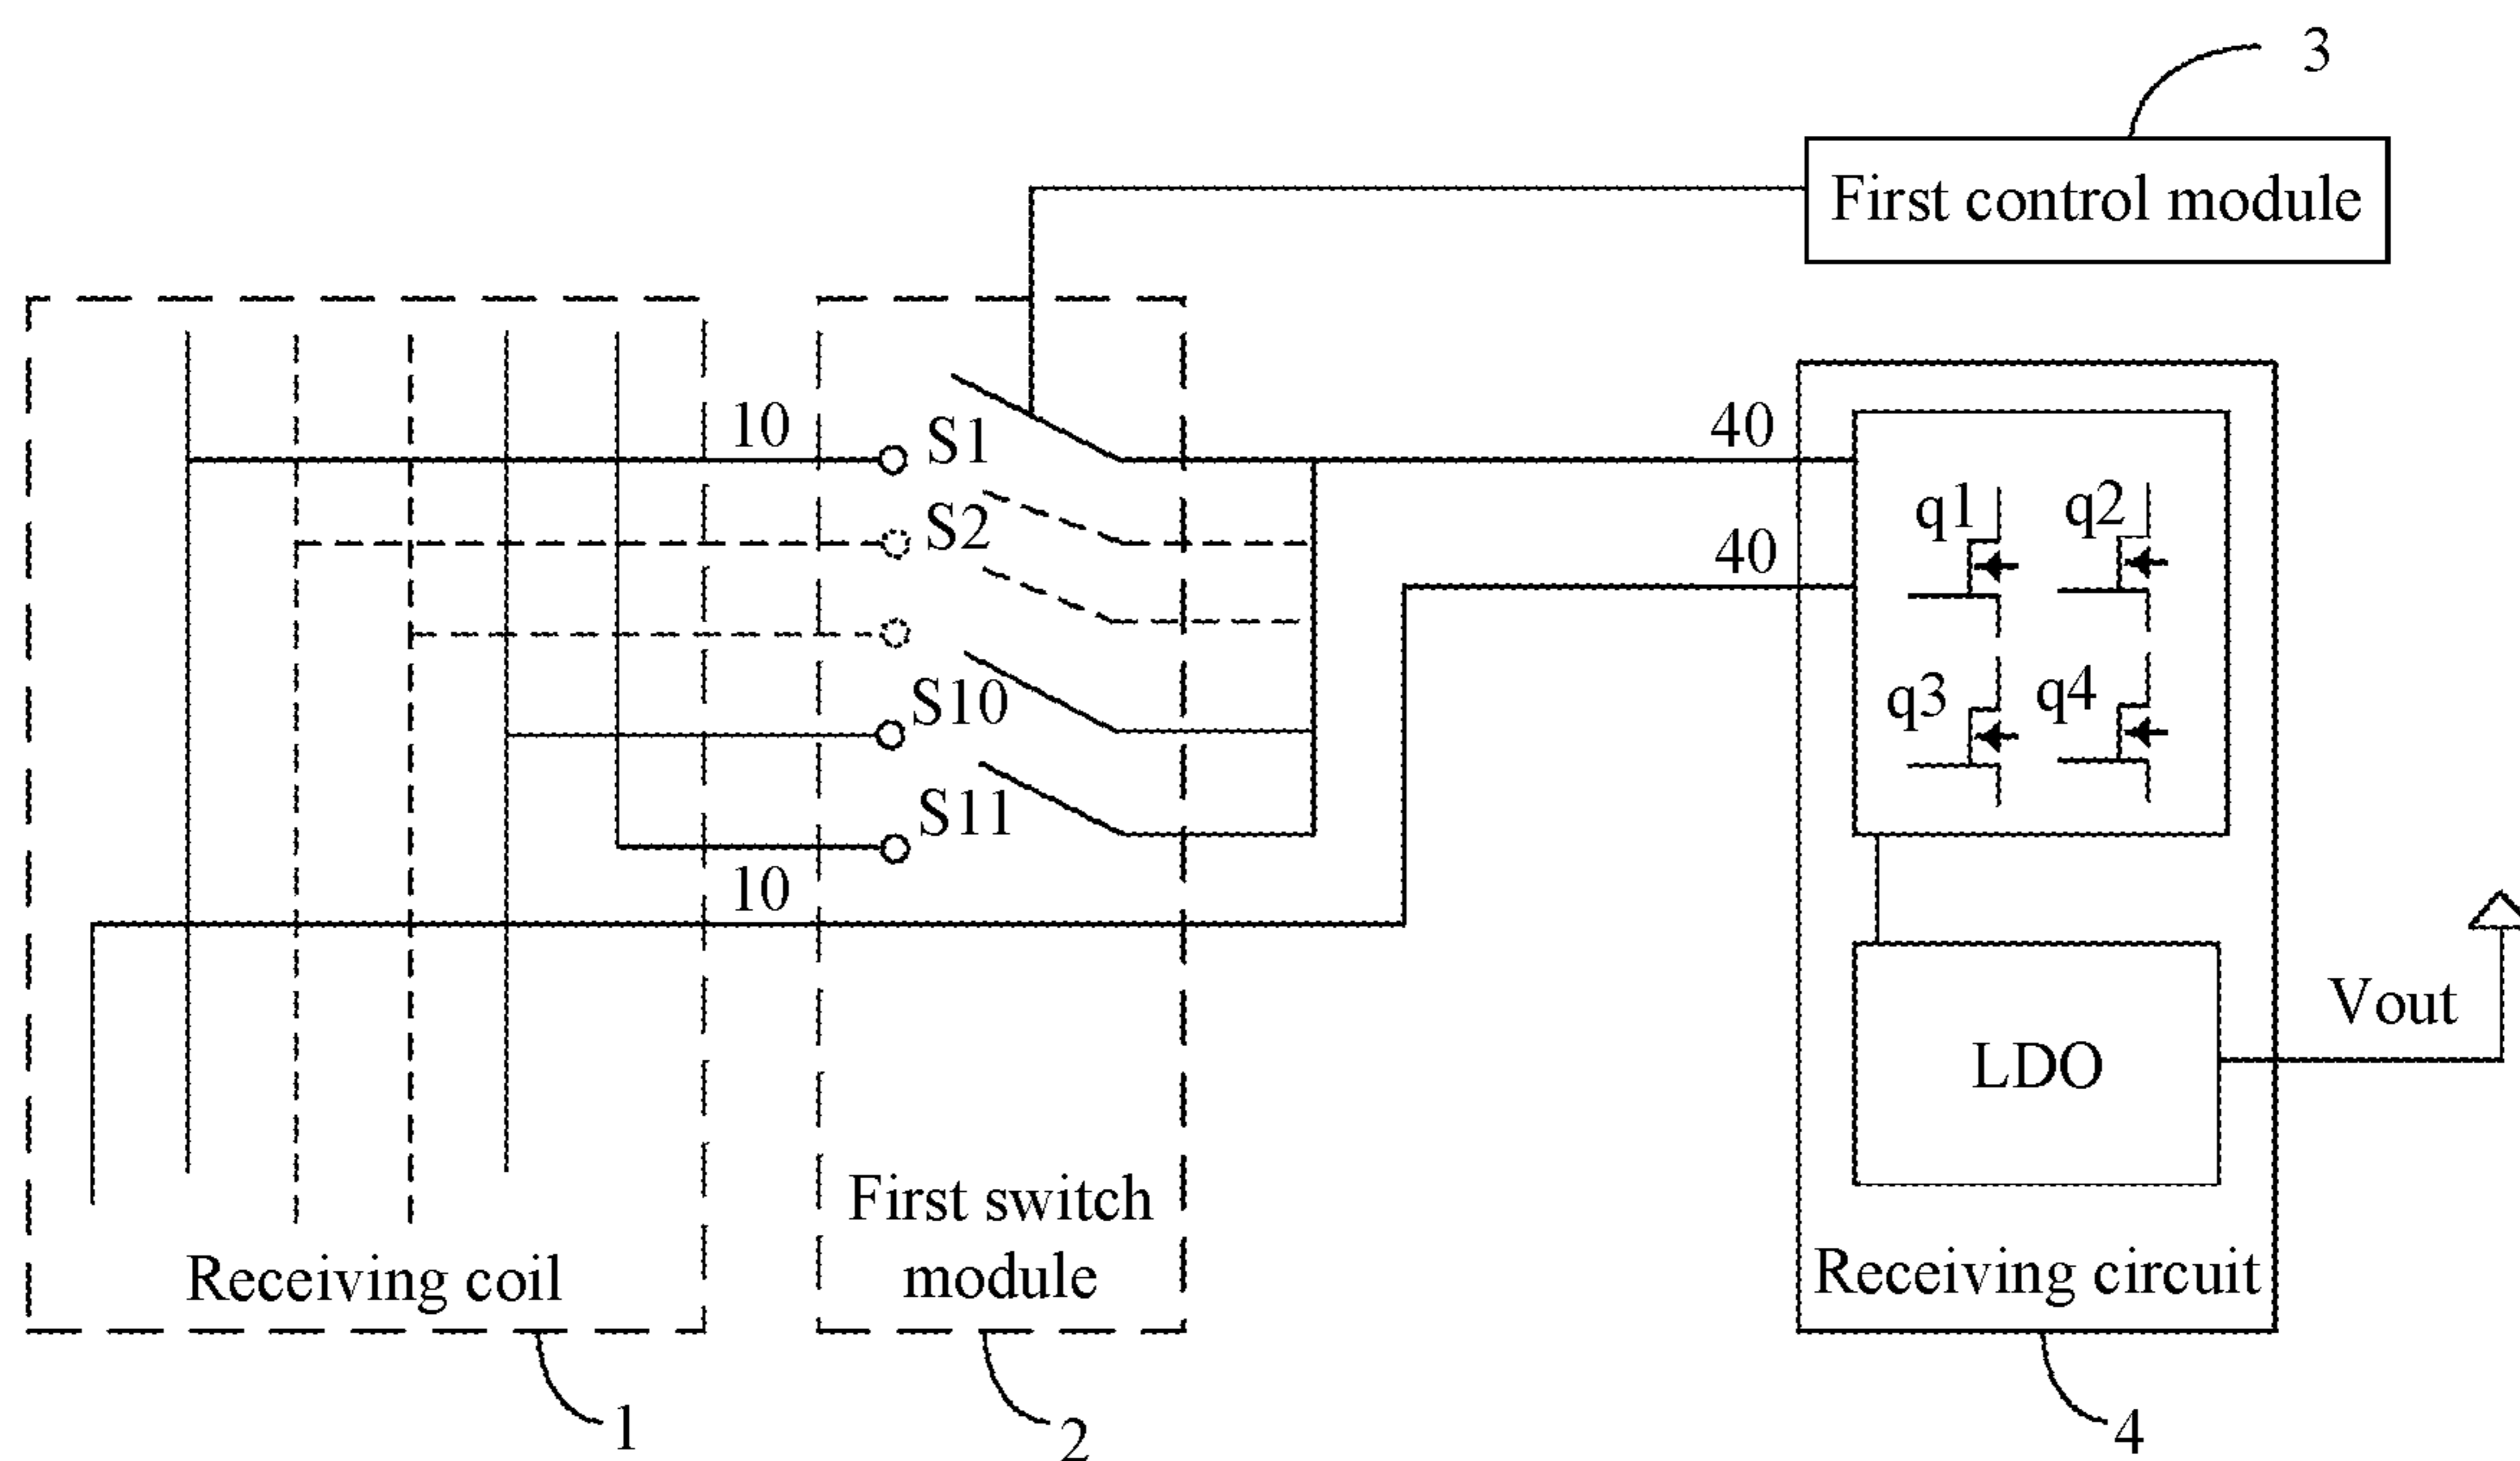 3
First control module
10
S1
40
S2
40
q1
q2
S10
q3
q4
S11
10
Vout
LDO
First switch
module
Receiving coil
Receiving circuit
1
2
4